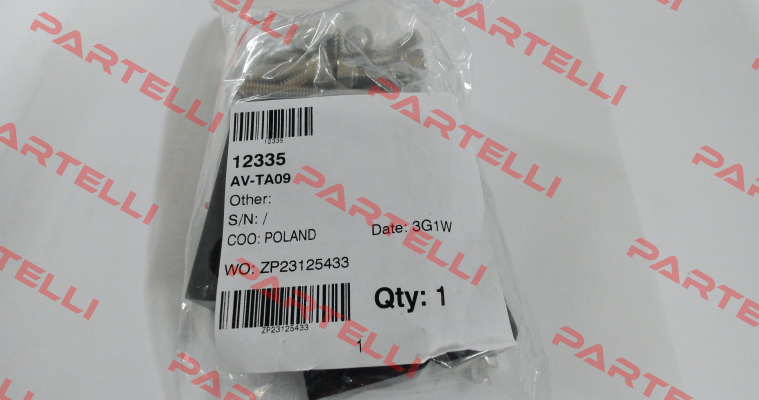 12335
12335
AV-TA09
Other:
S/N: /
COO: POLAND
Date: 3G1W
WO: ZP23125433
Qty: 1
ZP23125433
1
PARTELLI
PARTELLI
PARTELLI
PARTELLI
PARTELLI
PARTELLI
PARTELLI
PARTELLI
PARTELLI
PARTELLI
PARTELLI